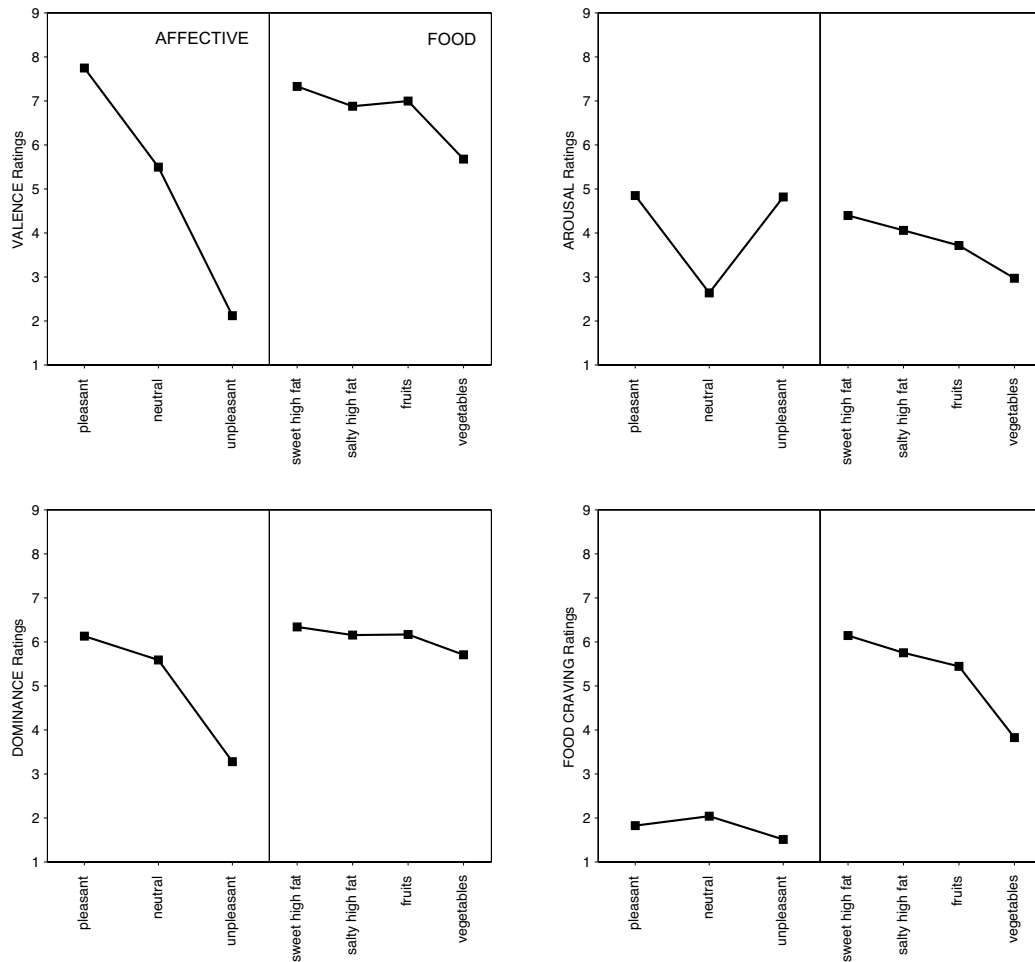 AFFECTIVE
FOOD
VALENCE Ratings
9
8
7
6
5
4
3
2
1
pleasant
neutral
unpleasant
sweet high fat
salty high fat
fruits
vegetables
AROUSAL Ratings
9
8
7
6
5
4
3
2
1
pleasant
neutral
unpleasant
sweet high fat
salty high fat
fruits
vegetables
DOMINANCE Ratings
9
8
7
6
5
4
3
2
1
pleasant
neutral
unpleasant
sweet high fat
salty high fat
fruits
vegetables
FOOD CRAVING Ratings
9
8
7
6
5
4
3
2
1
pleasant
neutral
unpleasant
sweet high fat
salty high fat
fruits
vegetables